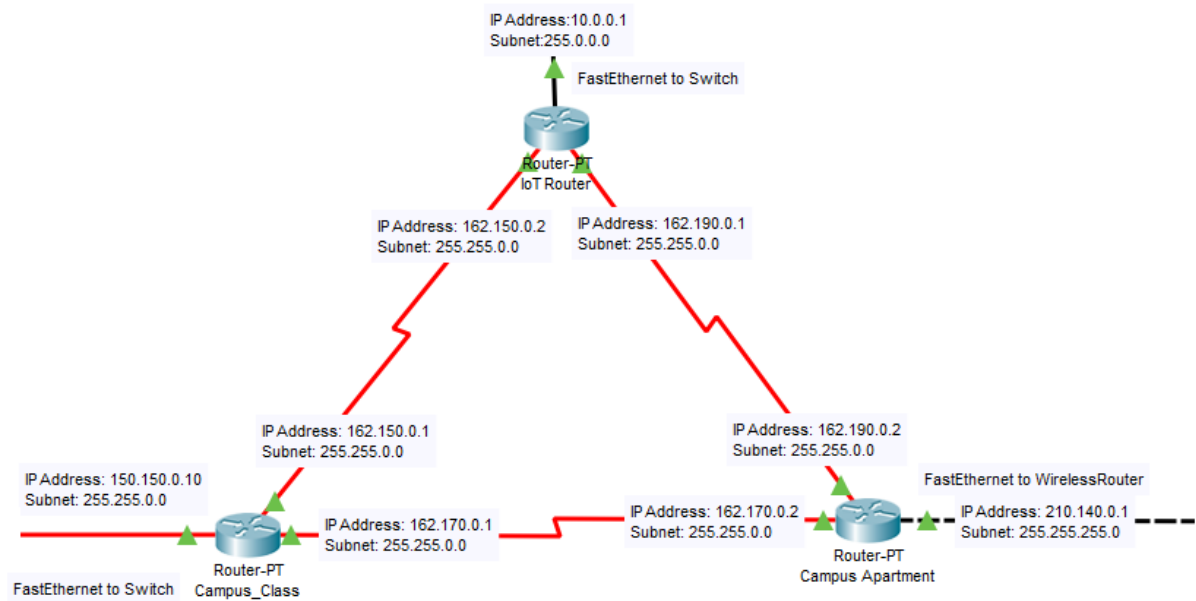 IP Address:10.0.0.1
Subnet:255.0.0.0
FastEthernet to Switch
Router-PT
IoT Router
IP Address: 162.150.0.2
Subnet: 255.255.0.0
IP Address: 162.190.0.1
Subnet: 255.255.0.0
IP Address: 162.150.0.1
Subnet: 255.255.0.0
IP Address: 162.190.0.2
Subnet: 255.255.0.0
IP Address: 150.150.0.10
Subnet: 255.255.0.0
FastEthernet to WirelessRouter
IP Address: 162.170.0.1
Subnet: 255.255.0.0
IP Address: 162.170.0.2
Subnet: 255.255.0.0
IP Address: 210.140.0.1
Subnet: 255.255.255.0
Router-PT
Campus_Class
Router-PT
Campus Apartment
FastEthernet to Switch